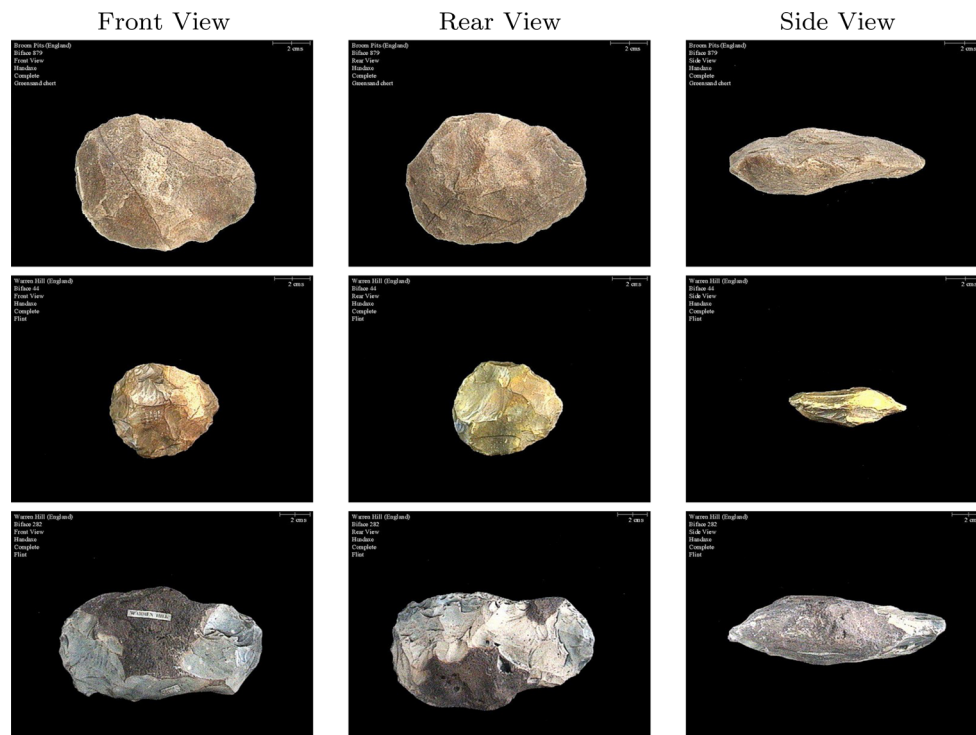 Front View
Rear View
Side View
Broom Pits (England)
Biface 879
Front View
Handaxe
Complete
Greensand chert
2 cms
Broom Pits (England)
Biface 879
Rear View
Handaxe
Complete
Greensand chert
2 cms
Broom Pits (England)
Biface 879
Side View
Handaxe
Complete
Greensand chert
2 cms
Warren Hill (England)
Biface 44
Front View
Handaxe
Complete
Flint
2 cms
Warren Hill (England)
Biface 44
Rear View
Handaxe
Complete
Flint
2 cms
Warren Hill (England)
Biface 44
Side View
Handaxe
Complete
Flint
2 cms
Warren Hill (England)
Biface 282
Front View
Handaxe
Complete
Flint
2 cms
WARREN HILL
Warren Hill (England)
Biface 282
Rear View
Handaxe
Complete
Flint
2 cms
Warren Hill (England)
Biface 282
Side View
Handaxe
Complete
Flint
2 cms